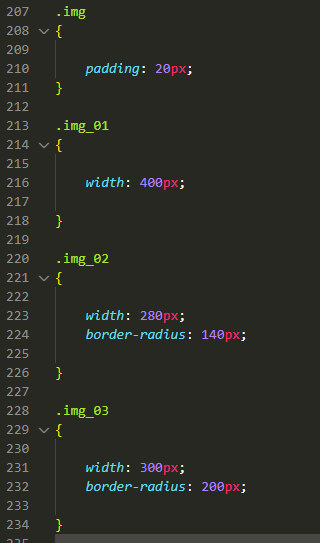 207 .img
208 {
209
210 padding: 20px;
211 }
212
213 .img_01
214 {
215
216 width: 400px;
217
218 }
219
220 .img_02
221 {
222
223 width: 280px;
224 border-radius: 140px;
225
226 }
227
228 .img_03
229 {
230
231 width: 300px;
232 border-radius: 200px;
233
234 }
235